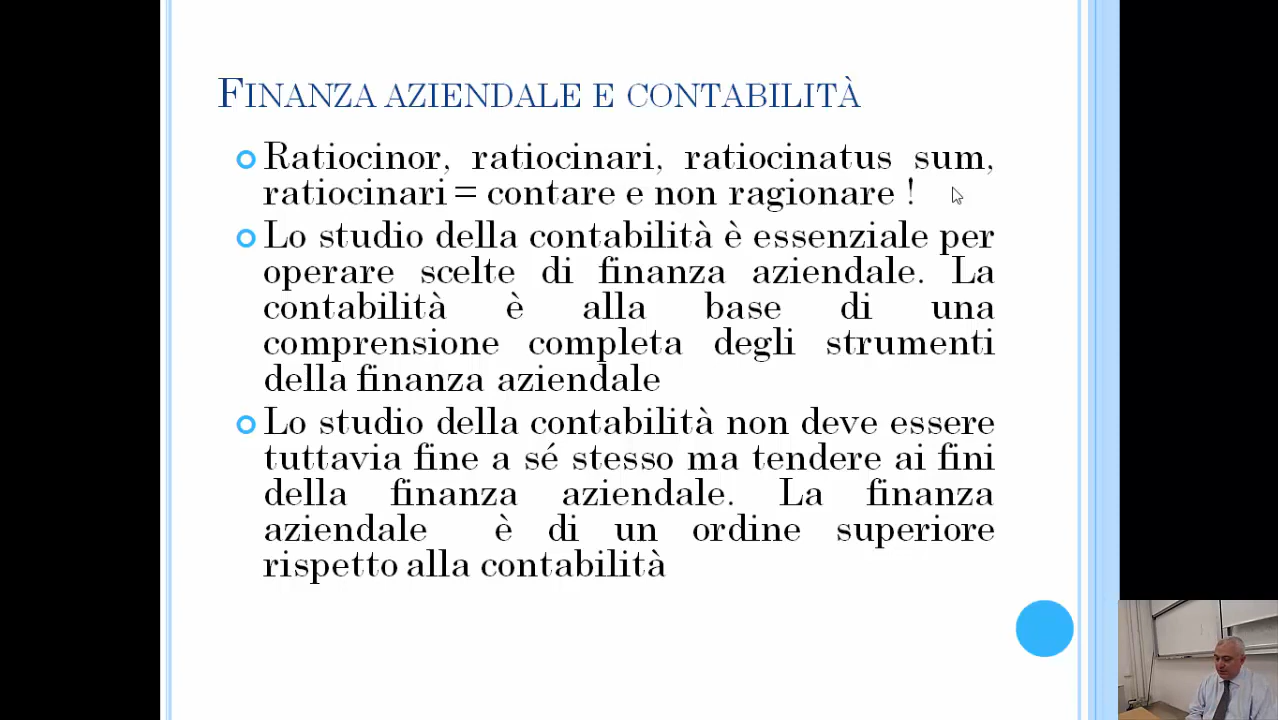 FINANZA AZIENDALE E CONTABILITÀ
Ratiocinor, ratiocinari, ratiocinatus sum,
ratiocinari = contare e non ragionare !
Lo studio della contabilità è essenziale per
operare scelte di finanza aziendale. La
contabilità è alla base di una
comprensione completa degli strumenti
della finanza aziendale
Lo studio della contabilità non deve essere
tuttavia fine a sé stesso ma tendere ai fini
della finanza aziendale. La finanza
aziendale è di un ordine superiore
rispetto alla contabilità